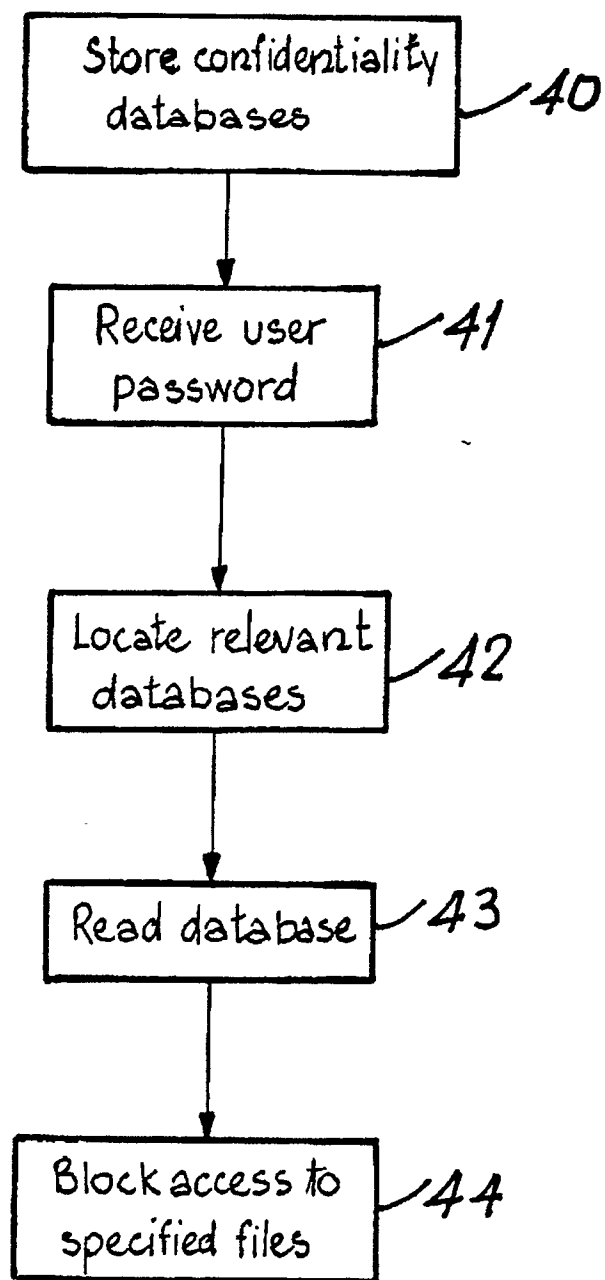 Store confidentiality
databases
40
Receive user
password
41
Locate relevant
databases
42
Read database
43
Block access to
specified files
44